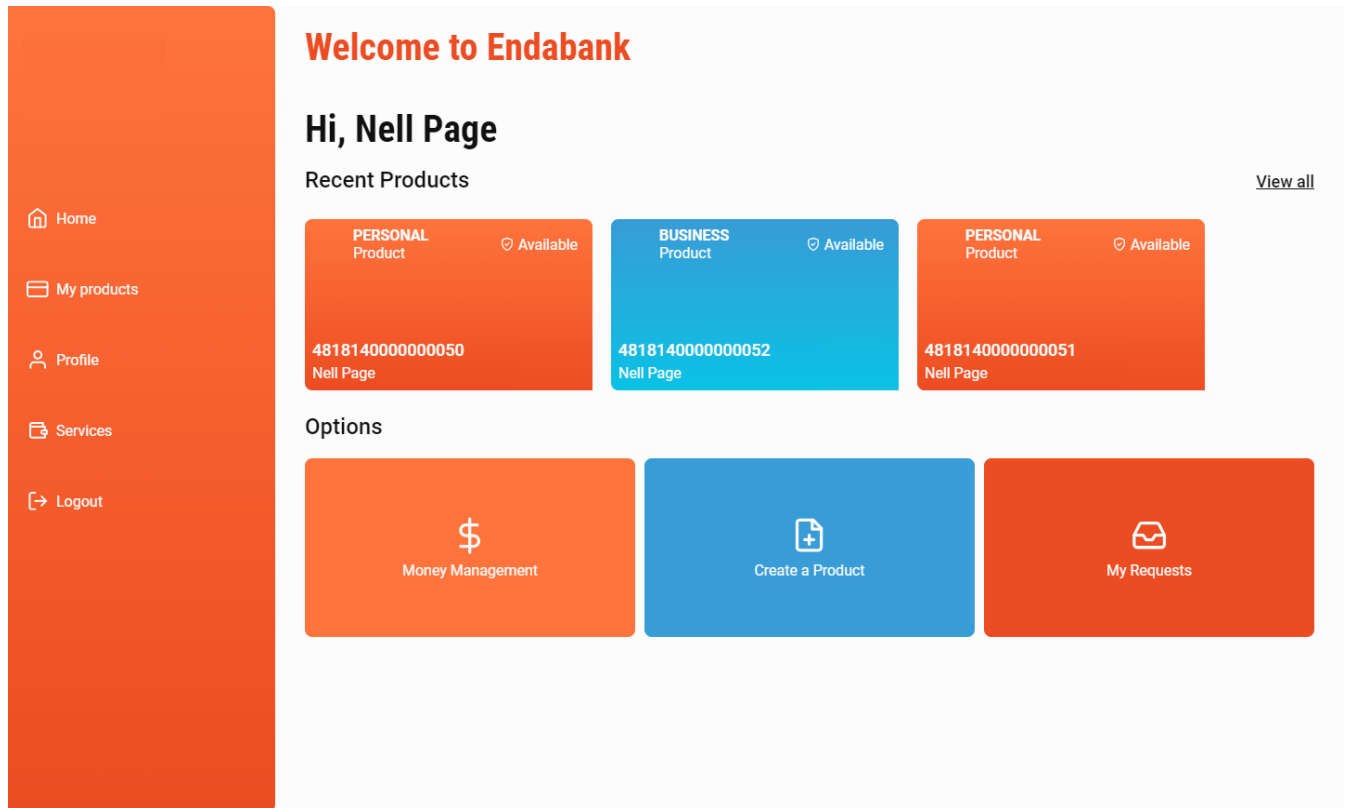 Welcome to Endabank
Hi, Nell Page
Recent Products
View all
Home
My products
Profile
Services
Logout
PERSONAL
Product
Available
4818140000000050
Nell Page
BUSINESS
Product
Available
4818140000000052
Nell Page
PERSONAL
Product
Available
4818140000000051
Nell Page
Options
Money Management
Create a Product
My Requests